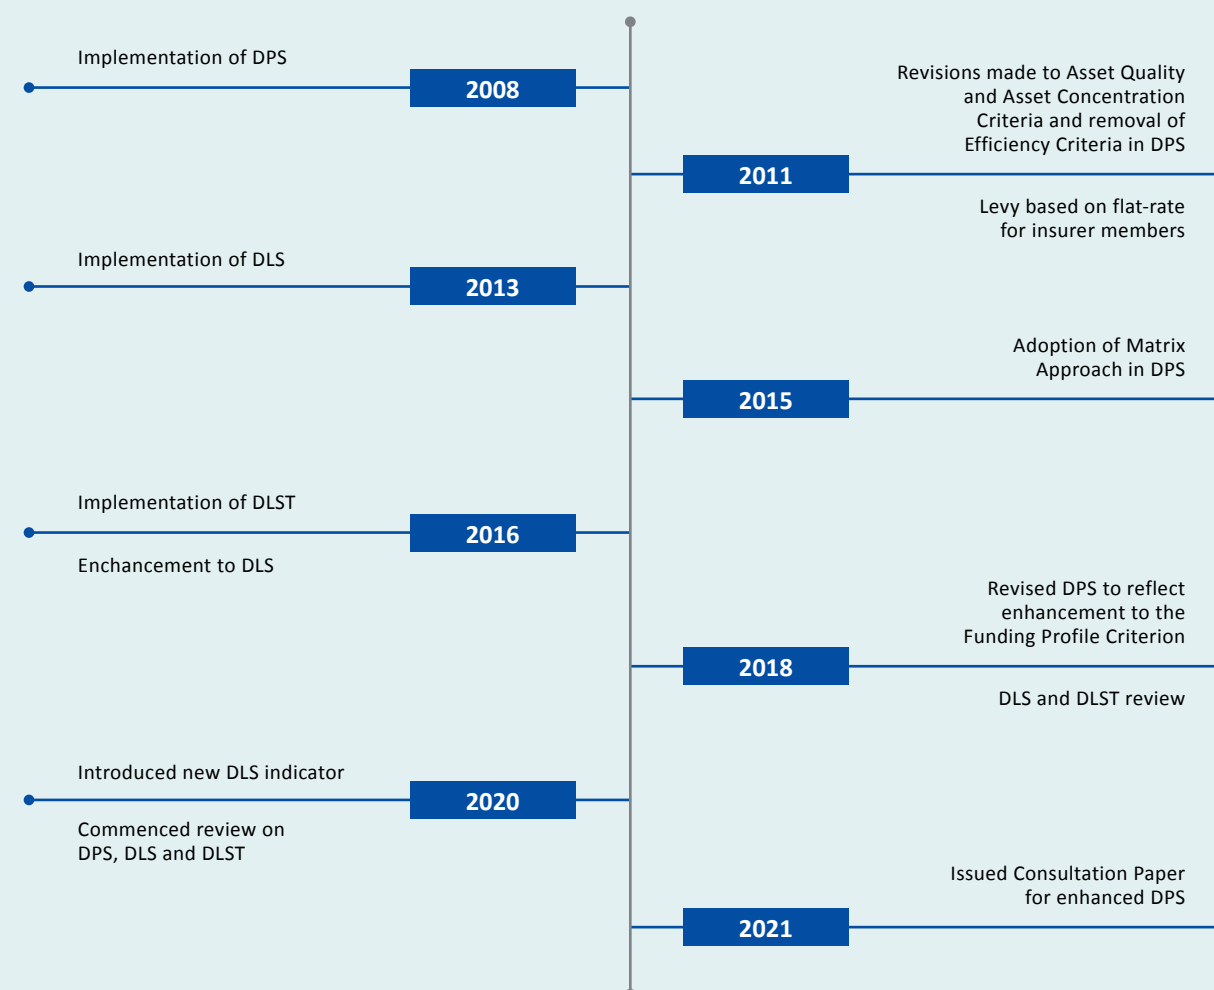 Implementation of DPS
2008
Revisions made to Asset Quality
and Asset Concentration
Criteria and removal of
Efficiency Criteria in DPS
2011
Levy based on flat-rate
for insurer members
Implementation of DLS
2013
Adoption of Matrix
Approach in DPS
2015
Implementation of DLST
2016
Enchancement to DLS
Revised DPS to reflect
enhancement to the
Funding Profile Criterion
2018
DLS and DLST review
Introduced new DLS indicator
2020
Commenced review on
DPS, DLS and DLST
Issued Consultation Paper
for enhanced DPS
2021